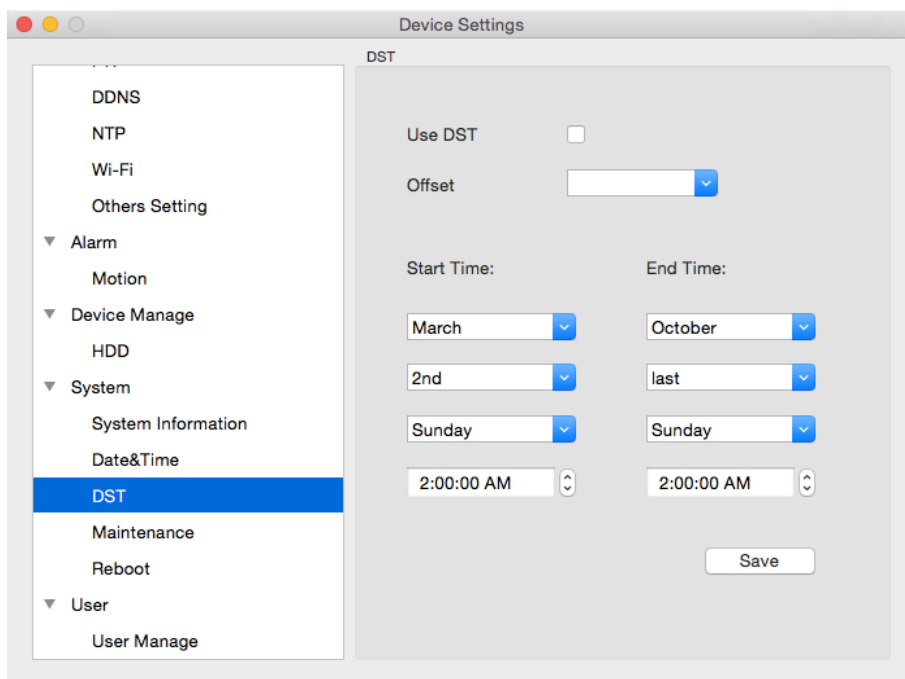 Device Settings
DDNS
NTP
Wi-Fi
Others Setting
Alarm
Motion
Device Manage
HDD
System
System Information
Date&Time
DST
Maintenance
Reboot
User
User Manage
DST
Use DST
Offset
Start Time: End Time:
March October
2nd last
Sunday Sunday
2:00:00 AM 2:00:00 AM
Save